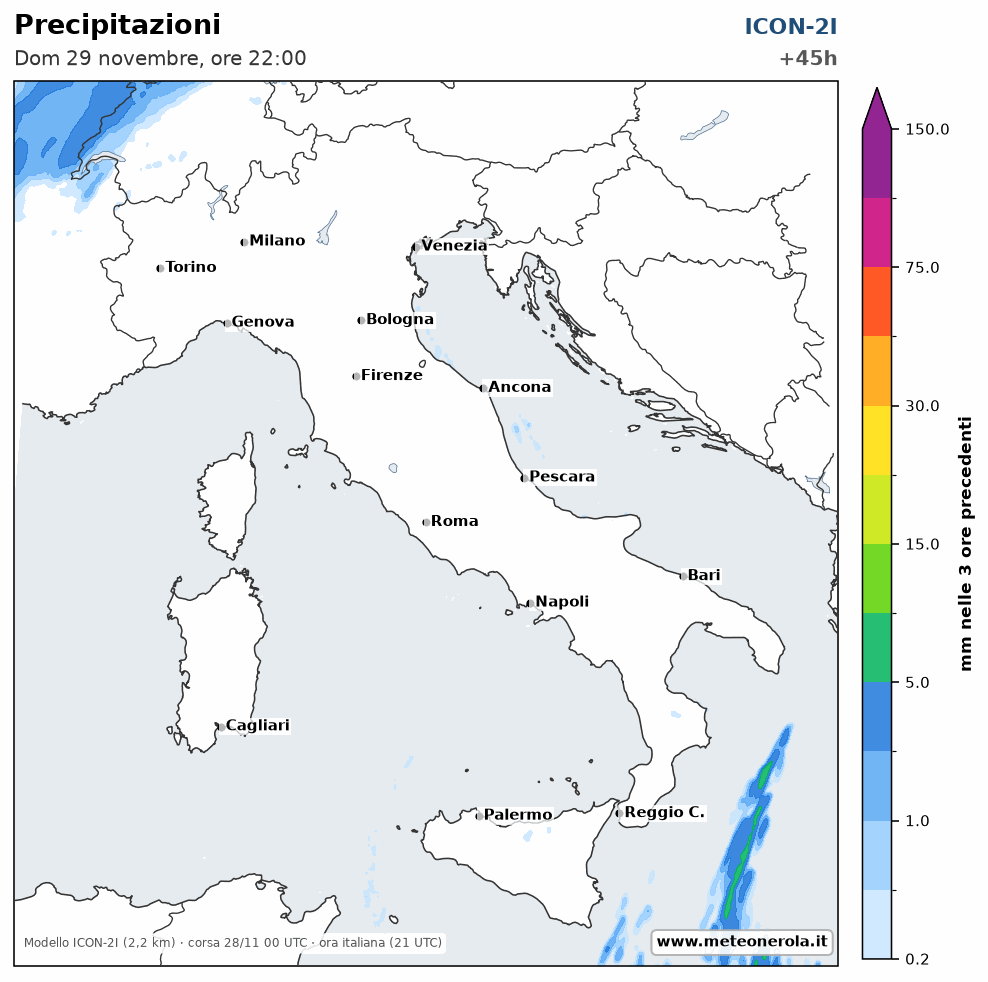 Precipitazioni
ICON-2I
Dom 29 novembre, ore 22:00
+45h
150.0
75.0
30.0
15.0
5.0
1.0
0.2
mm nelle 3 ore precedenti
Milano
Venezia
Torino
Genova
Bologna
Firenze
Ancona
Pescara
Roma
Bari
Napoli
Cagliari
Palermo
Reggio C.
Modello ICON-2I (2,2 km) · corsa 28/11 00 UTC · ora italiana (21 UTC)
www.meteonerola.it